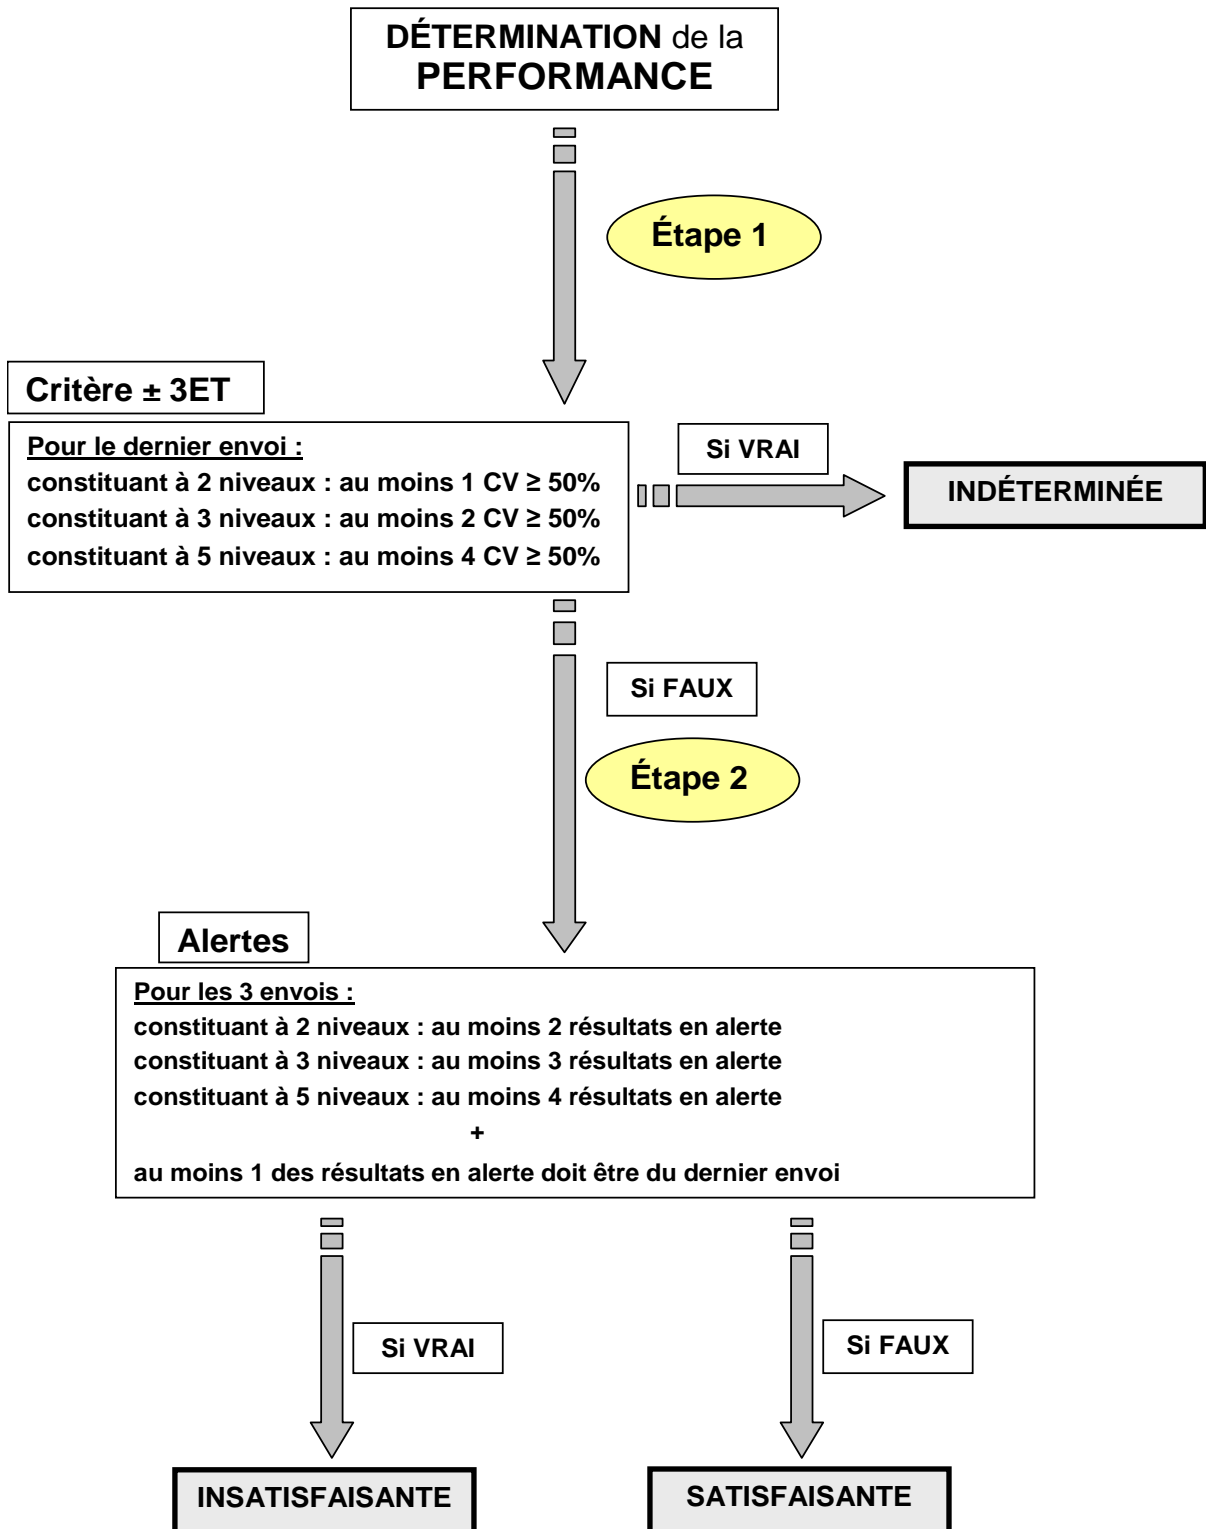 DÉTERMINATION de la
PERFORMANCE
Étape 1
Critère ± 3ET
Pour le dernier envoi :
constituant à 2 niveaux : au moins 1 CV ≥ 50%
constituant à 3 niveaux : au moins 2 CV ≥ 50%
constituant à 5 niveaux : au moins 4 CV ≥ 50%
Si VRAI
INDÉTERMINÉE
Si FAUX
Étape 2
Alertes
Pour les 3 envois :
constituant à 2 niveaux : au moins 2 résultats en alerte
constituant à 3 niveaux : au moins 3 résultats en alerte
constituant à 5 niveaux : au moins 4 résultats en alerte
+
au moins 1 des résultats en alerte doit être du dernier envoi
Si VRAI
Si FAUX
INSATISFAISANTE
SATISFAISANTE